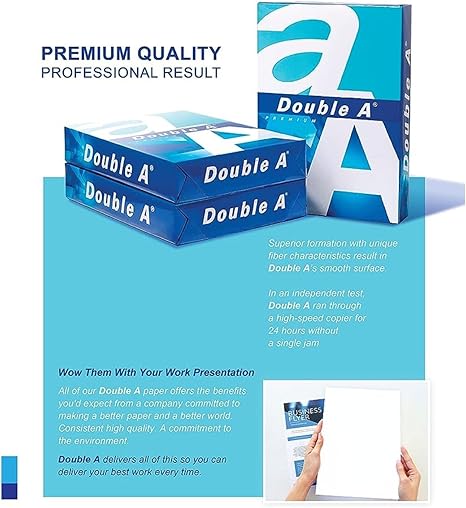 PREMIUM QUALITY
PROFESSIONAL RESULT
a
Double A®
PREMIUM
A
Double A
a
A
Double A®
Double A®
Double A®
Double A®
Superior formation with unique
fiber characteristics result in
Double A's smooth surface.
In an independent test,
Double A ran through
a high-speed copier for
24 hours without
a single jam
Wow Them With Your Work Presentation
All of our Double A paper offers the benefits
you'd expect from a company committed to
making a better paper and a better world.
Consistent high quality. A commitment to
the environment.
Double A delivers all of this so you can
deliver your best work every time.
BUSINESS
FLYER